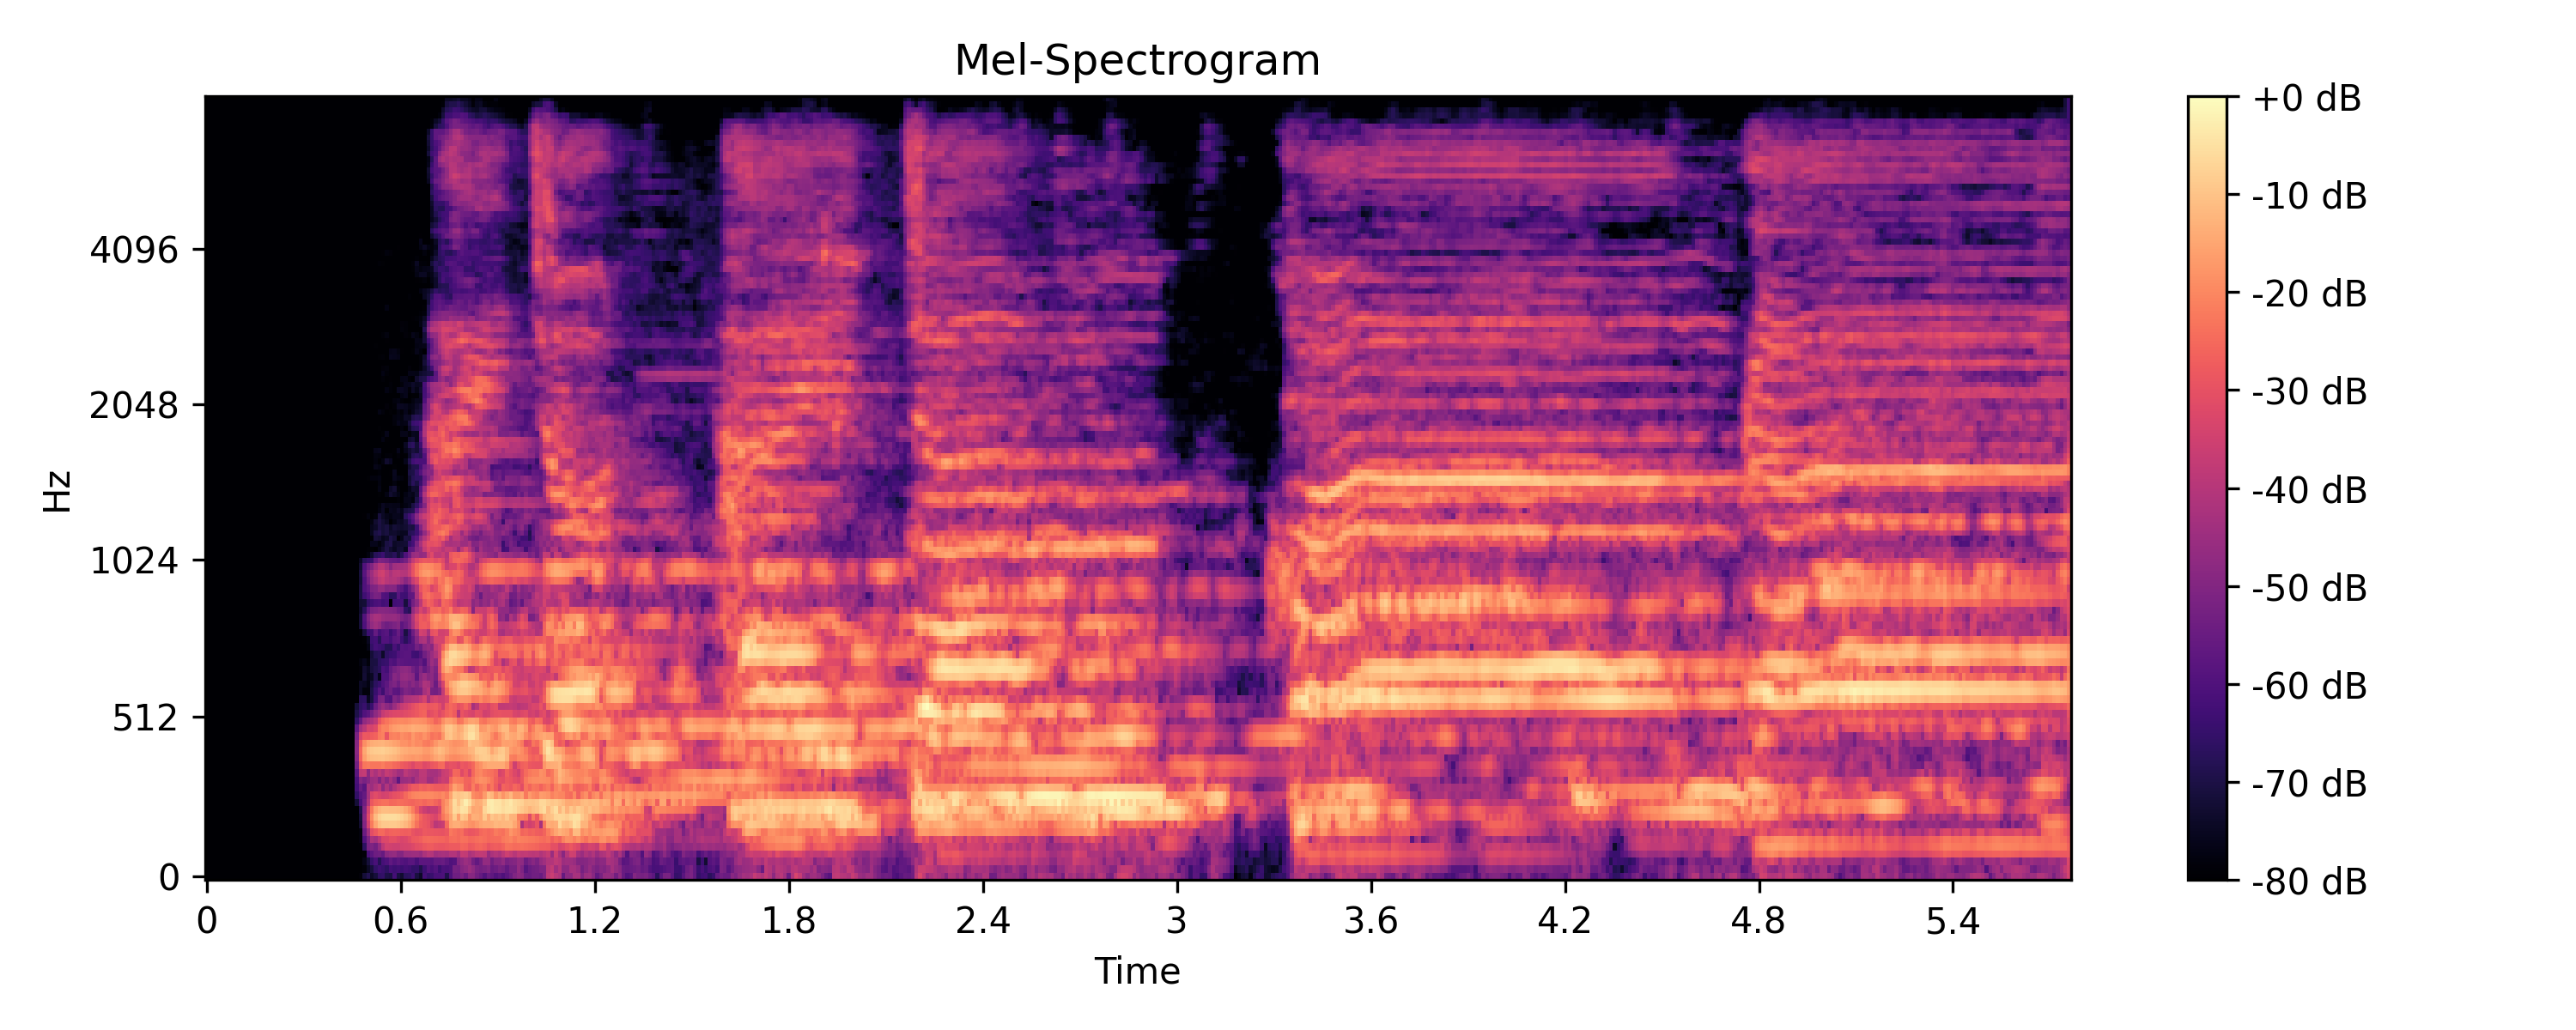 Mel-Spectrogram
+0 dB
-10 dB
-20 dB
-30 dB
-40 dB
-50 dB
-60 dB
-70 dB
-80 dB
Hz
4096
2048
1024
512
0
0 0.6 1.2 1.8 2.4 3 3.6 4.2 4.8 5.4
Time